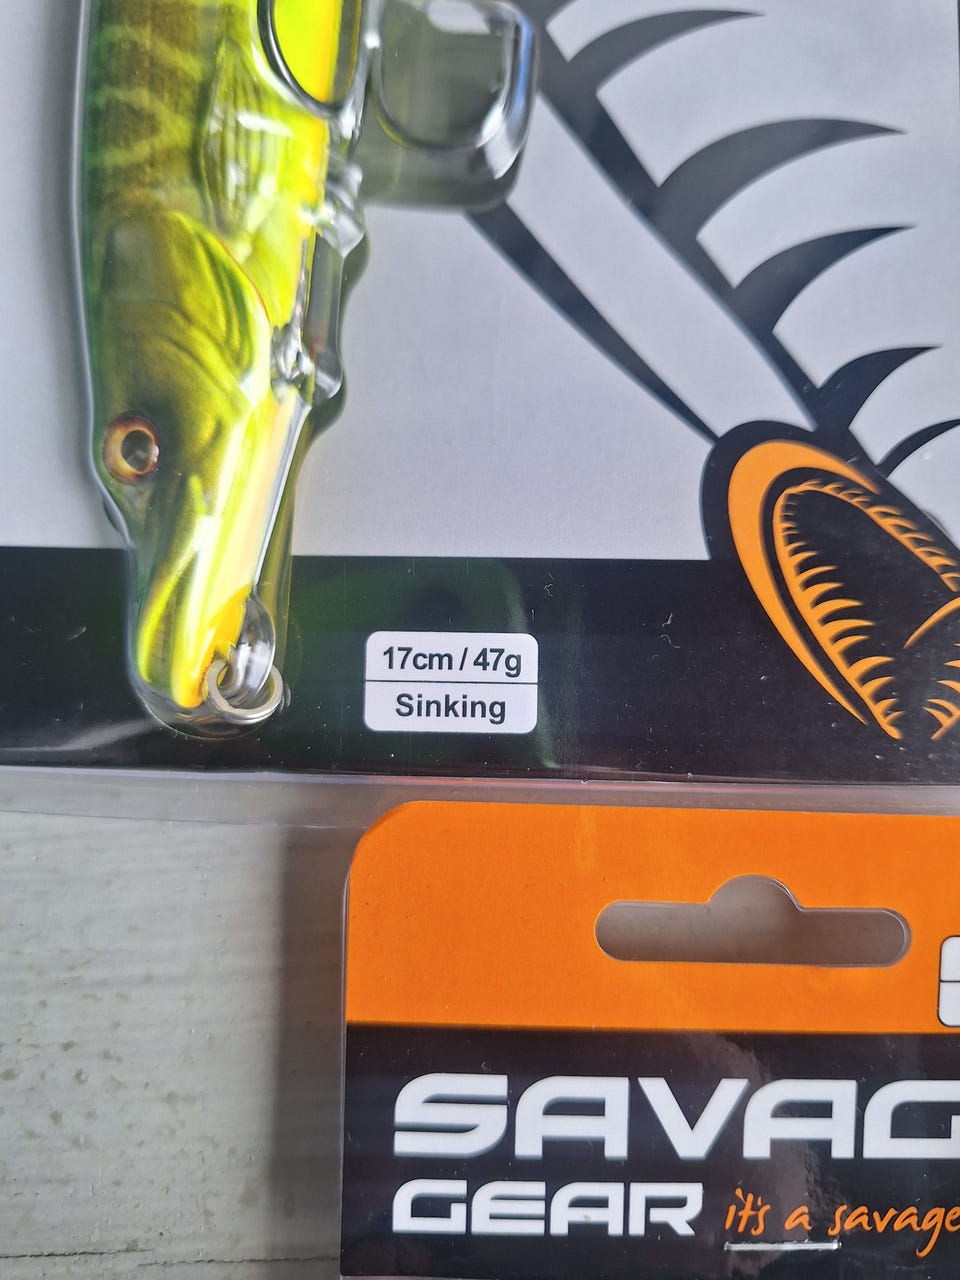 17cm / 47g
Sinking
SAVAG
GEAR it's a savage